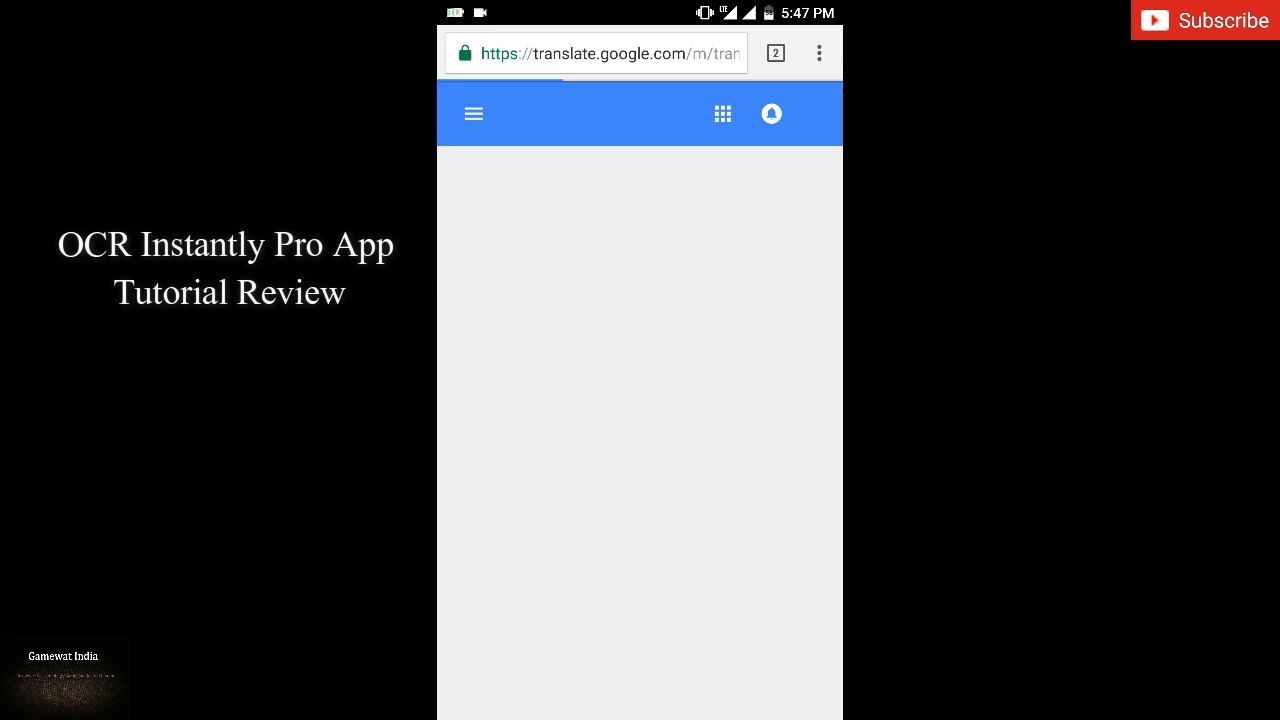 5:47 PM
Subscribe
https://translate.google.com/m/tran
2
OCR Instantly Pro App
Tutorial Review
Gamewat India